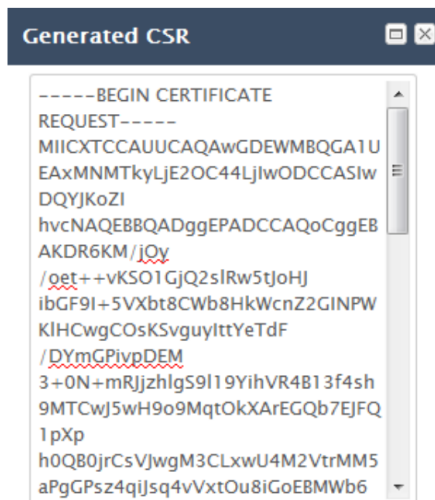 Generated CSR
-----BEGIN CERTIFICATE
REQUEST-----
MIICXTCCAUUCAQAwGDEWMBQGA1U
EAxMNMTkyLjE2OC44LjIwODCCASIw
DQYJKoZI
hvcNAQEBBQADggEPADCCAQoCggEB
AKDR6KM/jOy
/oet++vKSO1GjQ2slRw5tJoHJ
ibGF9I+5VXbt8CWb8HkWcnZ2GINPW
KlHCwgCOsKSvguyIttYeTdF
/DYmGPivpDEM
3+0N+mRJjzhlgS9l19YihVR4B13f4sh
9MTCwJ5wH9o9MqtOkXArEGQb7EJFQ
1pXp
h0QB0jrCsVJwgM3CLxwU4M2VtrMM5
aPgGPsz4qiJsq4vVxtOu8iGoEBMWb6